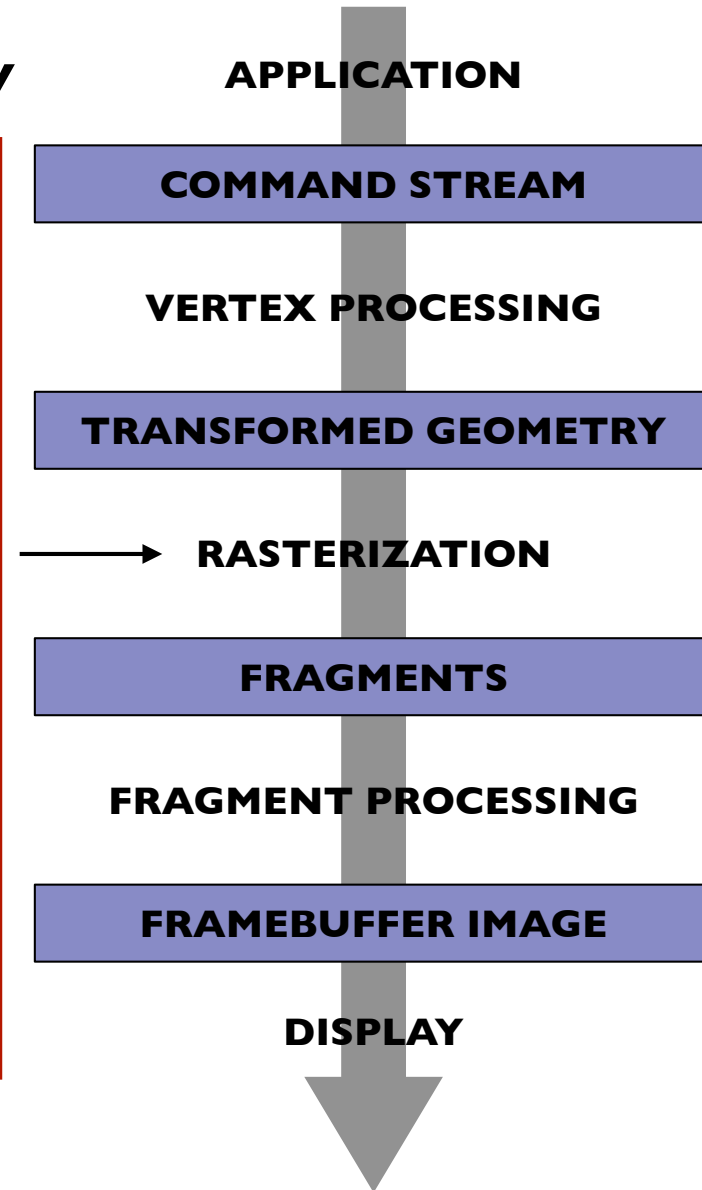 APPLICATION
COMMAND STREAM
VERTEX PROCESSING
TRANSFORMED GEOMETRY
RASTERIZATION
FRAGMENTS
FRAGMENT PROCESSING
FRAMEBUFFER IMAGE
DISPLAY